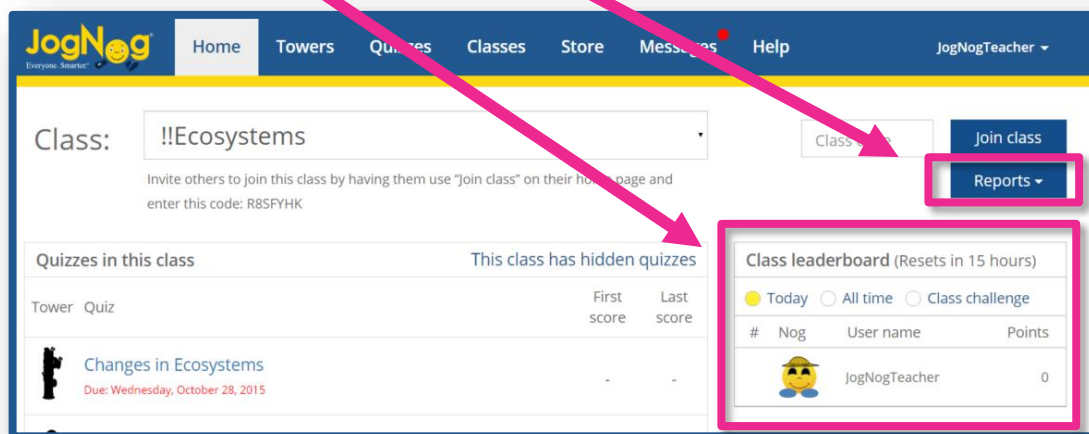 JogNog
Everyone. Smarter.
Home Towers Quizzes Classes Store Messages Help JogNogTeacher
Class: !!Ecosystems
Join class
Invite others to join this class by having them use "Join class" on their home page and
enter this code: R8SFYHK
Reports
Quizzes in this class This class has hidden quizzes
Tower Quiz First score Last score
Changes in Ecosystems - -
Due: Wednesday, October 28, 2015
Class leaderboard (Resets in 15 hours)
Today All time Class challenge
# Nog User name Points
JogNogTeacher 0